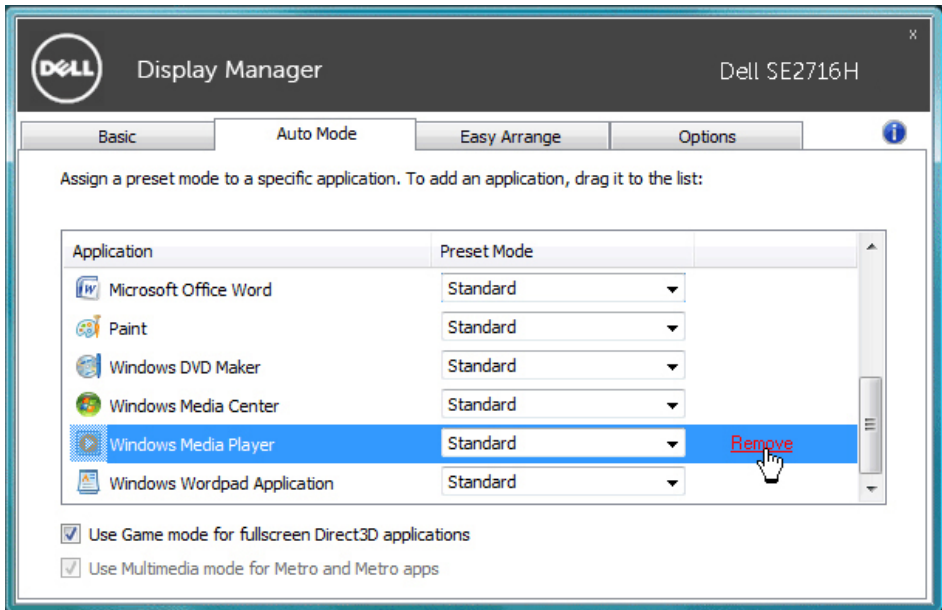 x
DELL Display Manager Dell SE2716H
Basic Auto Mode Easy Arrange Options i
Assign a preset mode to a specific application. To add an application, drag it to the list:
Application Preset Mode
Microsoft Office Word Standard
Paint Standard
Windows DVD Maker Standard
Windows Media Center Standard
Windows Media Player Standard Remove
Windows Wordpad Application Standard
Use Game mode for fullscreen Direct3D applications
Use Multimedia mode for Metro and Metro apps